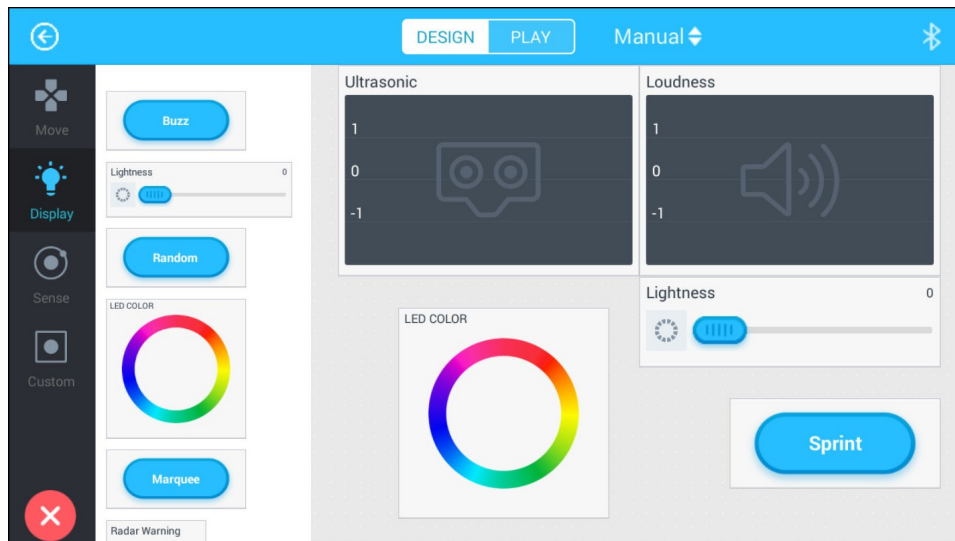 DESIGN PLAY Manual
Move
Display
Sense
Custom
Buzz
Lightness 0
Random
LED COLOR
Marquee
Radar Warning
Ultrasonic
1
0
-1
Loudness
1
0
-1
LED COLOR
Lightness 0
Sprint